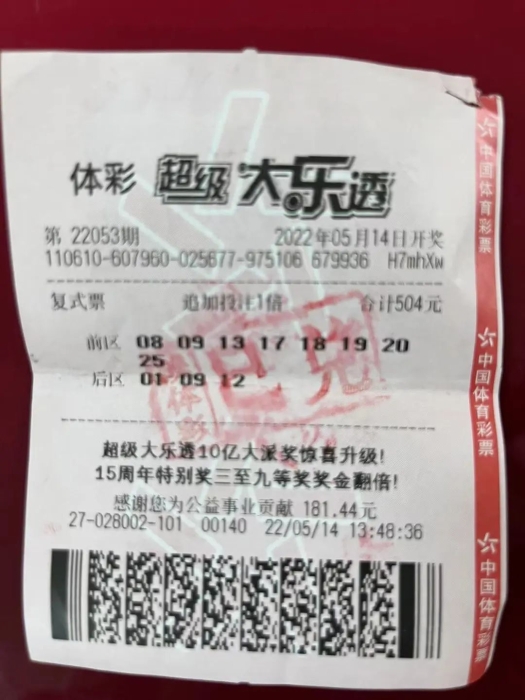 体彩 超级大乐透
第 22053期 2022年05月14日开奖
110610-607960-025677-975106 679936 H7mhXw
复式票 追加投注1倍 合计504元
前区 08 09 13 17 18 19 20
25
后区 01 09 12
已兑
超级大乐透10亿大派奖惊喜升级!
15周年特别奖三至九等奖奖金翻倍!
感谢您为公益事业贡献 181.44元
27-028002-101 00140 22/05/14 13:48:36
中国体育彩票
中国体育彩票
中国体育彩票